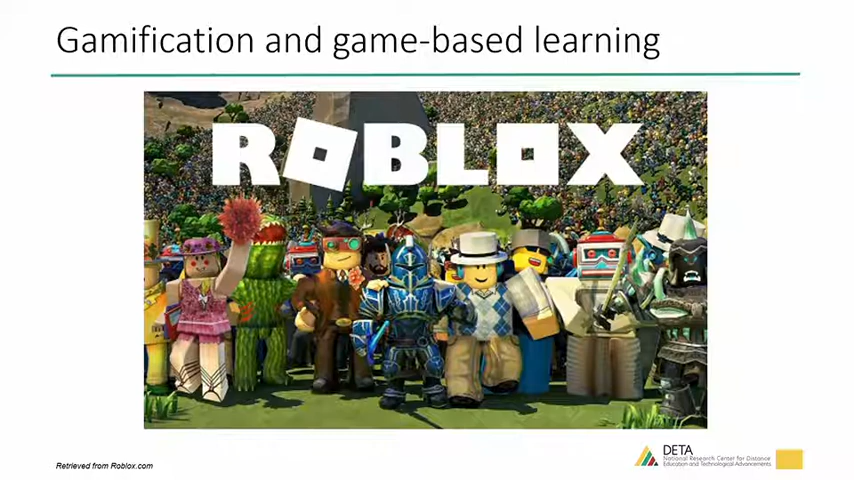 Gamification and game-based learning
ROBLOX
Retrieved from Roblox.com
DETA
National Research Center for Distance
Education and Technological Advancements